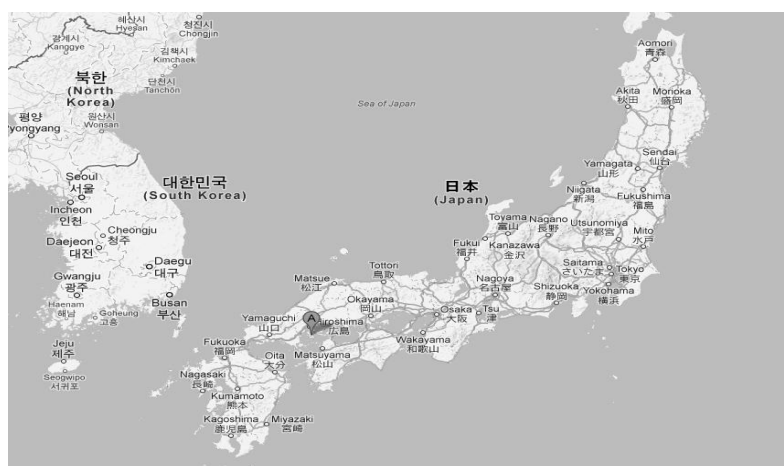 혜산시
Hyesan
청진시
Chongjin
강계시
Kanggye
김책시
Kimchaek
단천시
Tanchŏn
북한
(North
Korea)
평양
yongyang
원산시
Wonsan
Sea of Japan
Seoul
서울
Incheon
인천
대한민국
(South Korea)
Cheongju
청주
Daejeon
대전
Daegu
대구
Gwangju
광주
Busan
부산
Haenam
해남
Goheung
고흥
Jeju
제주
Seogwipo
서귀포
日本
(Japan)
Aomori
青森
Akita
秋田
Morioka
盛岡
Sendai
仙台
Yamagata
山形
Niigata
新潟
Fukushima
福島
Toyama
富山
Nagano
長野
Utsunomiya
宇都宮
Mito
水戸
Fukui
福井
Kanazawa
金沢
Saitama
さいたま
Tokyo
東京
Yokohama
横浜
Tottori
鳥取
Matsue
松江
Nagoya
名古屋
Shizuoka
静岡
Okayama
岡山
Osaka
大阪
Tsu
津
Yamaguchi
山口
A
Hiroshima
広島
Wakayama
和歌山
Fukuoka
福岡
Matsuyama
松山
Oita
大分
Nagasaki
長崎
Kumamoto
熊本
Kagoshima
鹿児島
Miyazaki
宮崎